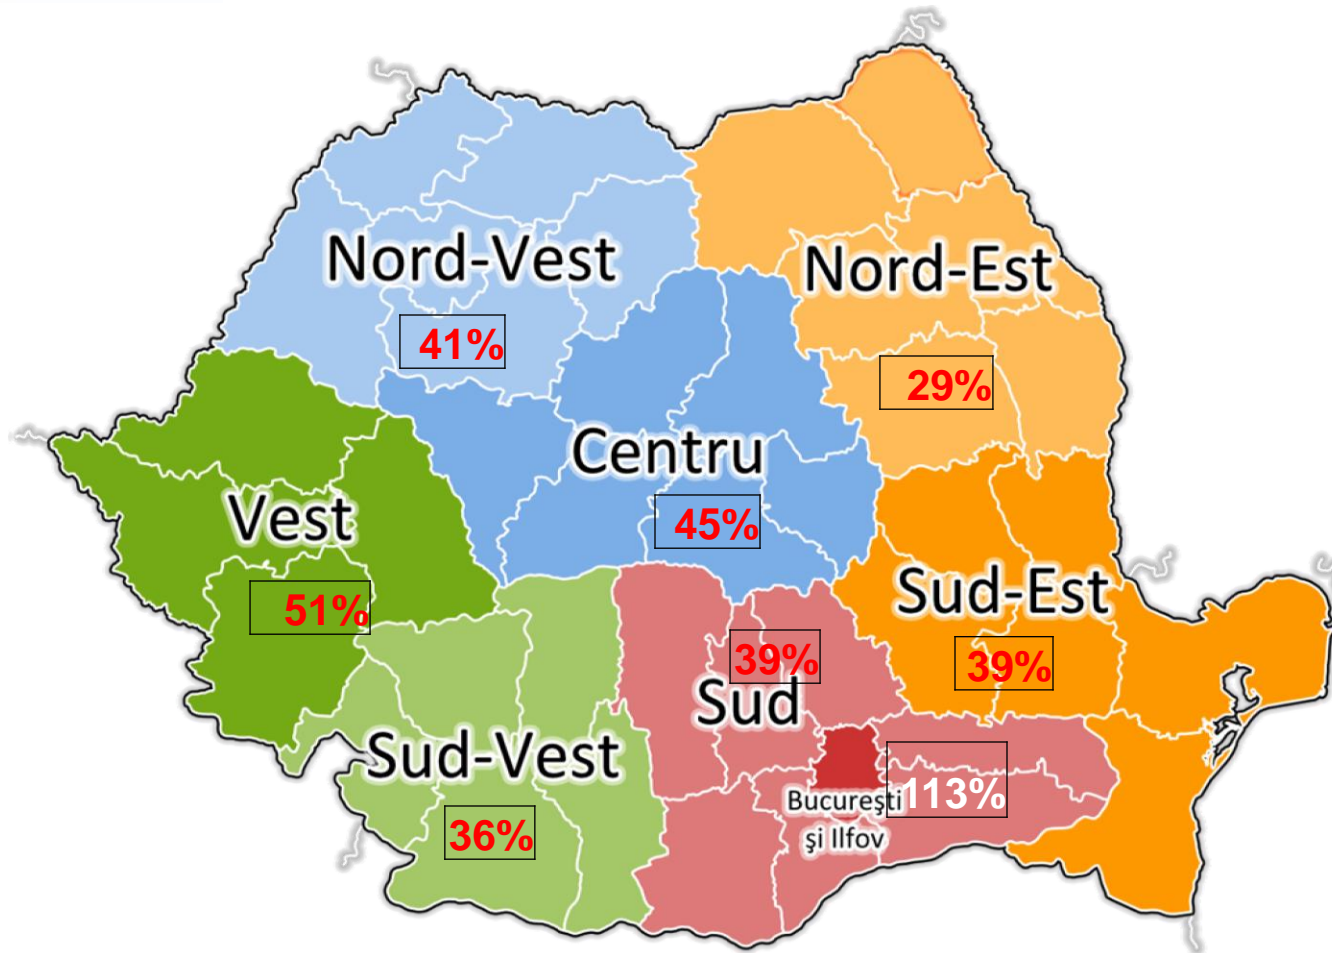 Nord-Vest
41%
Nord-Est
29%
Centru
45%
Vest
51%
Sud-Est
39%
39%
Sud
Sud-Vest
36%
Bucureşti
şi Ilfov
113%